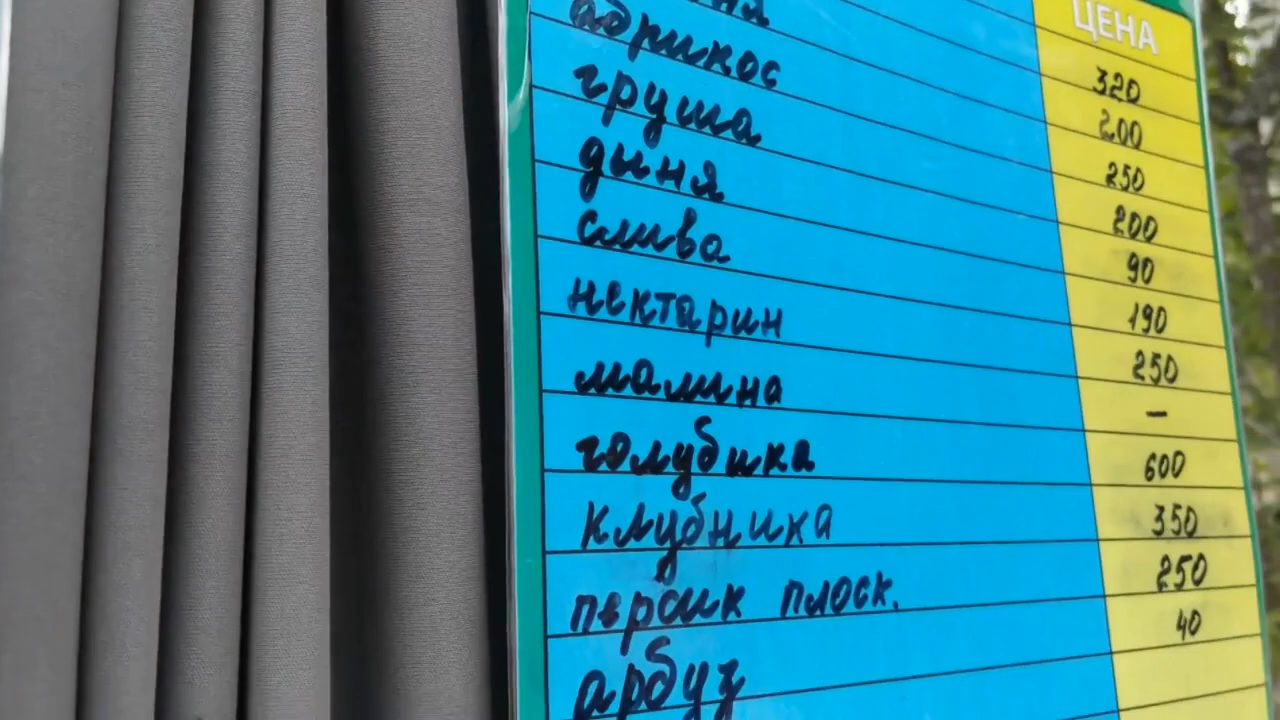 ЦЕНА
320
200
абрикос 250
груша 200
дыня 90
слива 190
нектарин 250
малина —
голубика 600
клубника 350
персик плоск. 250
арбуз 40